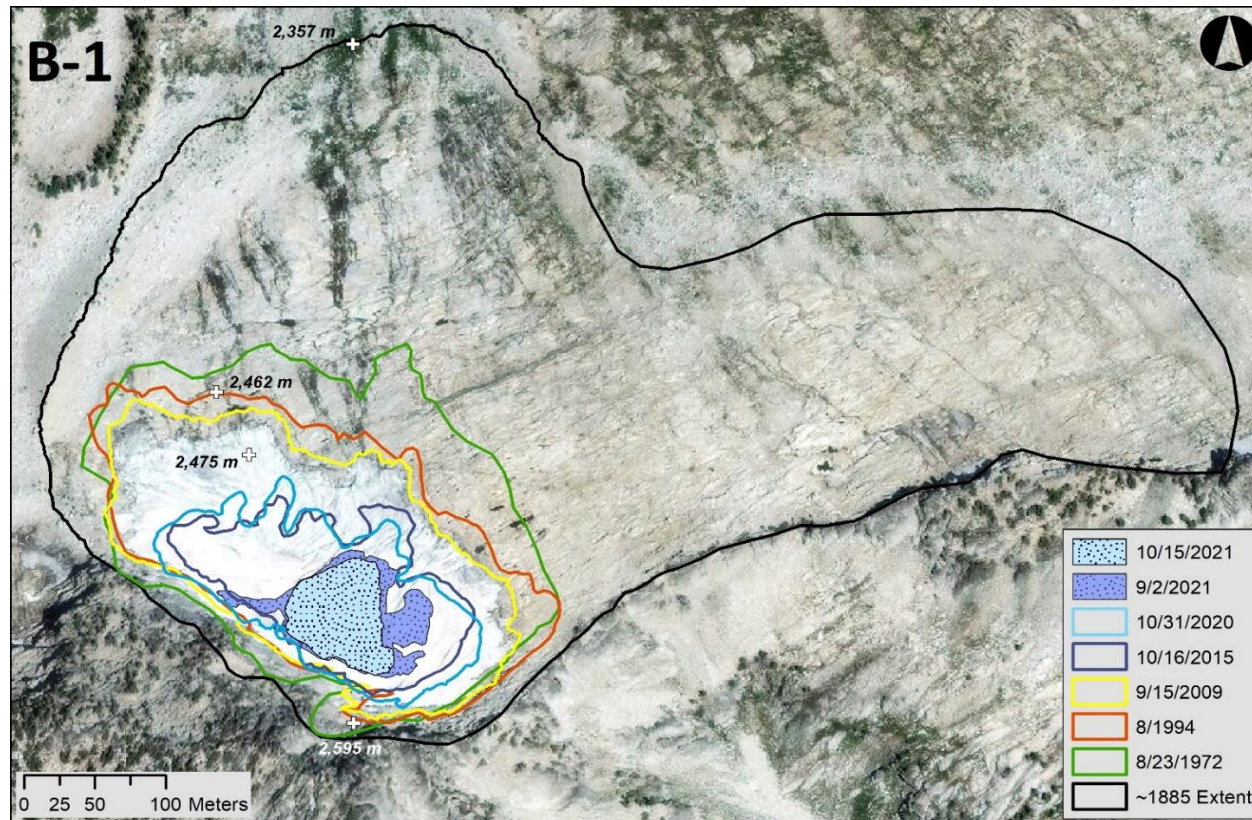 B-1
2,357 m
2,462 m
2,475 m
2,595 m
0 25 50 100 Meters
10/15/2021
9/2/2021
10/31/2020
10/16/2015
9/15/2009
8/1994
8/23/1972
~1885 Extent